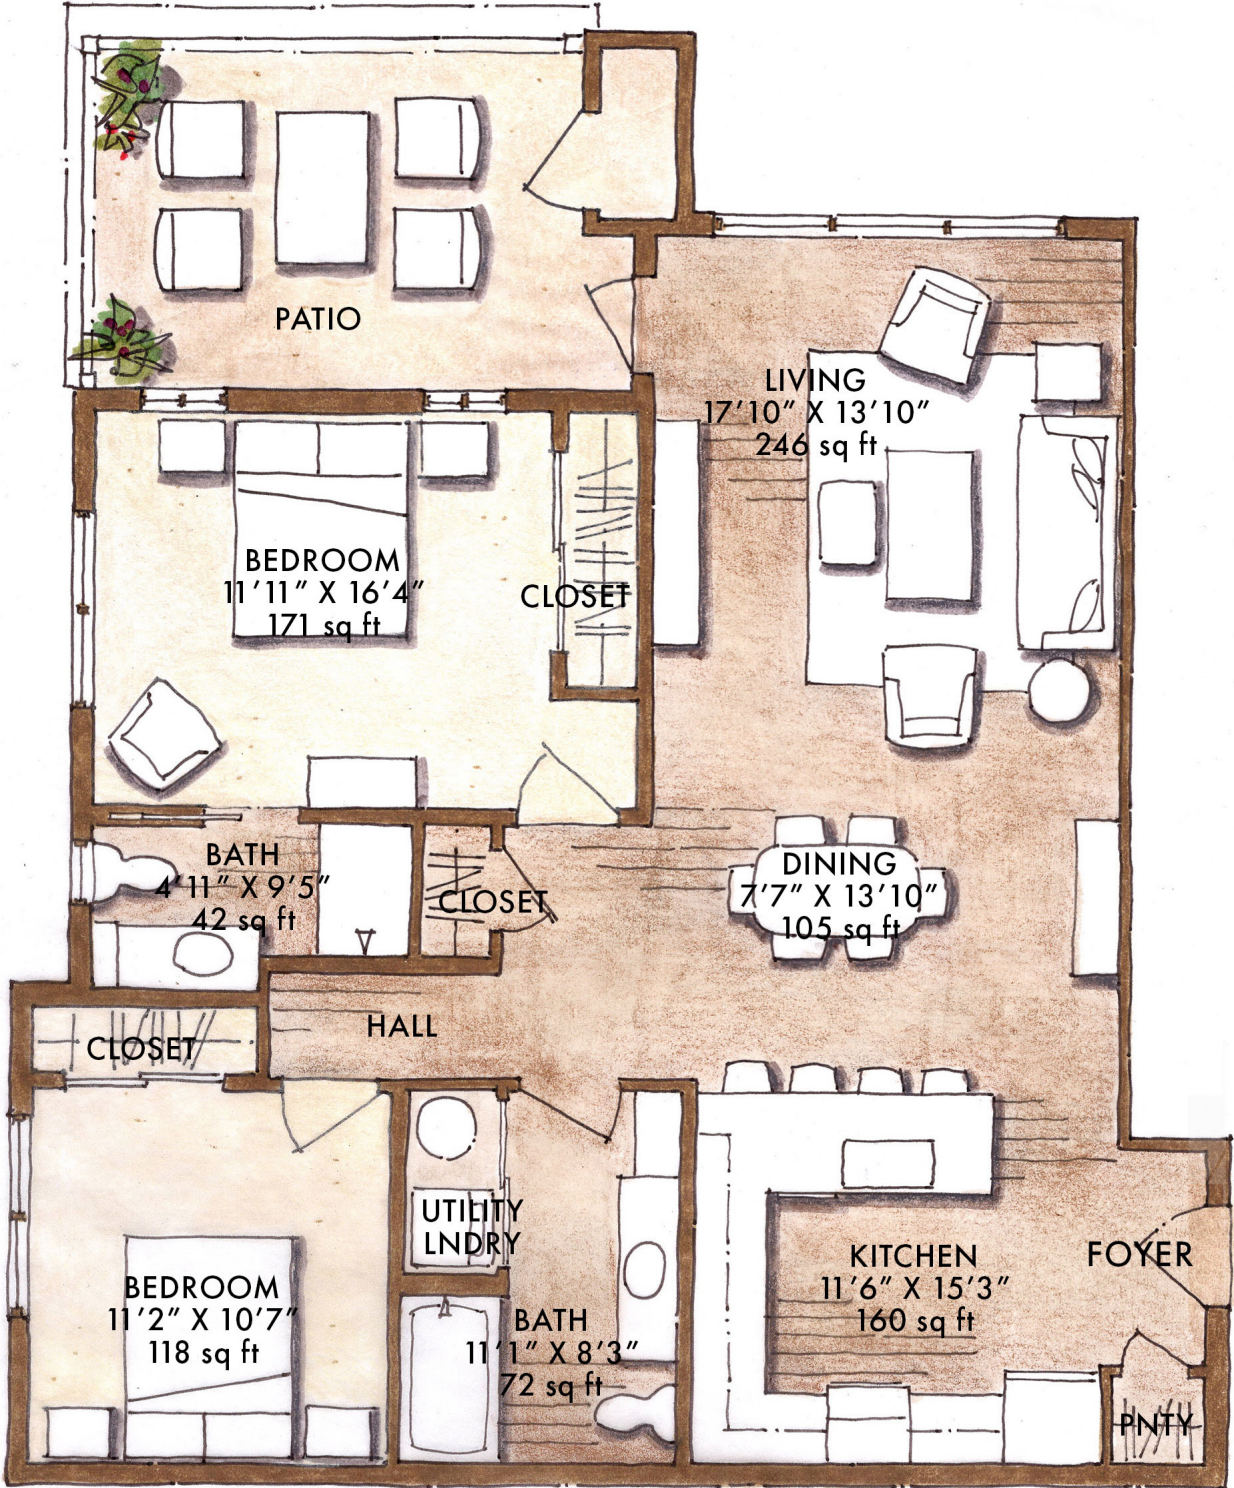 PATIO
LIVING
17'10" X 13'10"
246 sq ft
BEDROOM
11'11" X 16'4"
171 sq ft
CLOSET
BATH
4'11" X 9'5"
42 sq ft
CLOSET
DINING
7'7" X 13'10"
105 sq ft
HALL
CLOSET
UTILITY
LNDRY
KITCHEN
11'6" X 15'3"
160 sq ft
FOYER
BEDROOM
11'2" X 10'7"
118 sq ft
BATH
11'1" X 8'3"
72 sq ft
PNTY